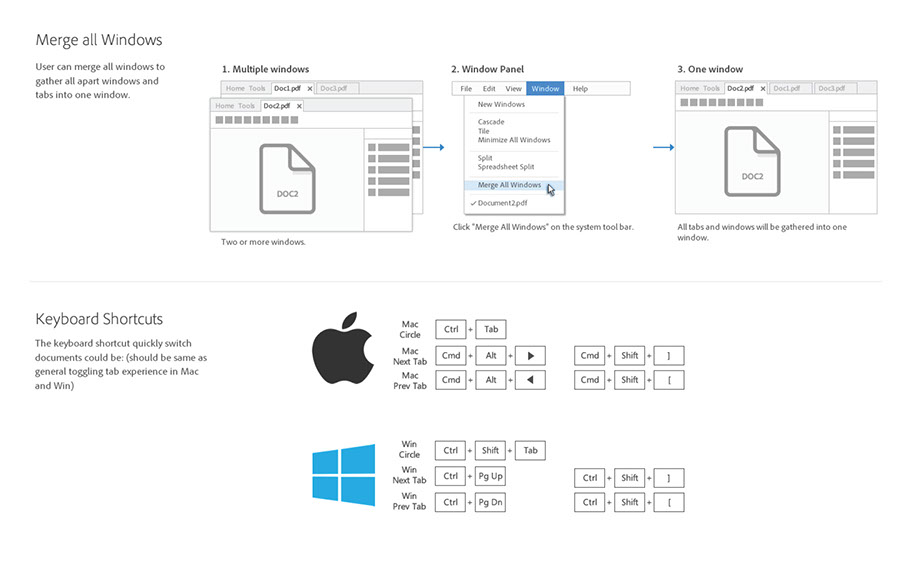 Merge all Windows
User can merge all windows to
gather all apart windows and
tabs into one window.
1. Multiple windows
Home Tools Doc1.pdf × Doc3.pdf
Home Tools Doc2.pdf ×
DOC2
Two or more windows.
2. Window Panel
File Edit View Window Help
New Windows
Cascade
Tile
Minimize All Windows
Split
Spreadsheet Split
Merge All Windows
✓ Document2.pdf
Click "Merge All Windows" on the system tool bar.
3. One window
Home Tools Doc2.pdf × Doc1.pdf Doc3.pdf
DOC2
All tabs and windows will be gathered into one
window.
Keyboard Shortcuts
The keyboard shortcut quickly switch
documents could be: (should be same as
general toggling tab experience in Mac
and Win)
Mac
Circle
Ctrl + Tab
Mac
Next Tab
Cmd + Alt + ▶ Cmd + Shift + ]
Mac
Prev Tab
Cmd + Alt + ◀ Cmd + Shift + [
Win
Circle
Ctrl + Shift + Tab
Win
Next Tab
Ctrl + Pg Up Ctrl + Shift + ]
Win
Prev Tab
Ctrl + Pg Dn Ctrl + Shift + [